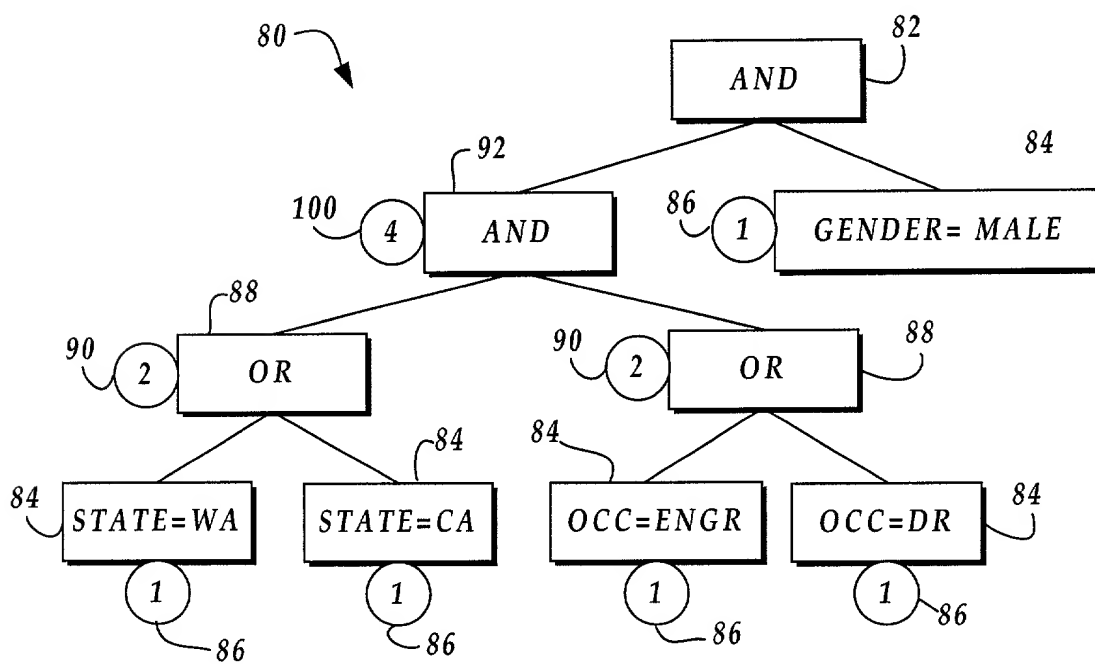 80
82
AND
92
84
100
4
AND
86
1
GENDER= MALE
88
90
2
OR
90
2
OR
88
84
84
84
STATE=WA
STATE=CA
OCC=ENGR
OCC=DR
84
1
1
1
1
86
86
86
86